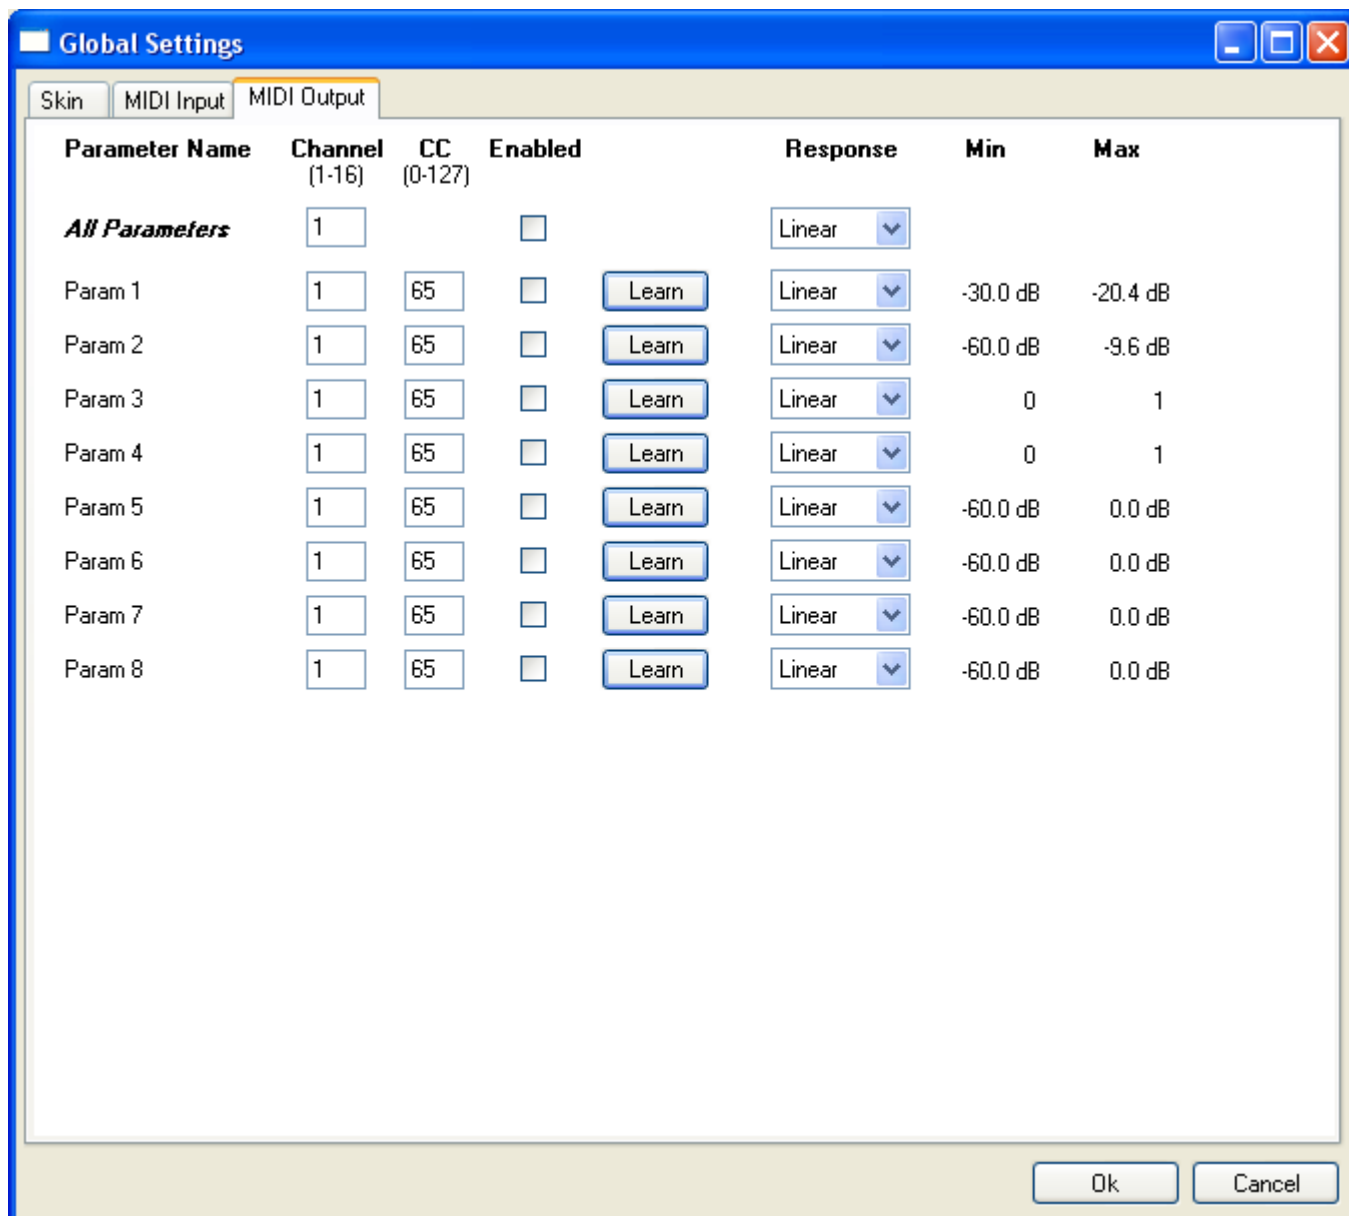 Global Settings
Skin MIDI Input MIDI Output
Parameter Name Channel CC Enabled Response Min Max
(1-16) (0-127)
All Parameters 1 Linear
Param 1 1 65 Learn Linear -30.0 dB -20.4 dB
Param 2 1 65 Learn Linear -60.0 dB -9.6 dB
Param 3 1 65 Learn Linear 0 1
Param 4 1 65 Learn Linear 0 1
Param 5 1 65 Learn Linear -60.0 dB 0.0 dB
Param 6 1 65 Learn Linear -60.0 dB 0.0 dB
Param 7 1 65 Learn Linear -60.0 dB 0.0 dB
Param 8 1 65 Learn Linear -60.0 dB 0.0 dB
Ok Cancel